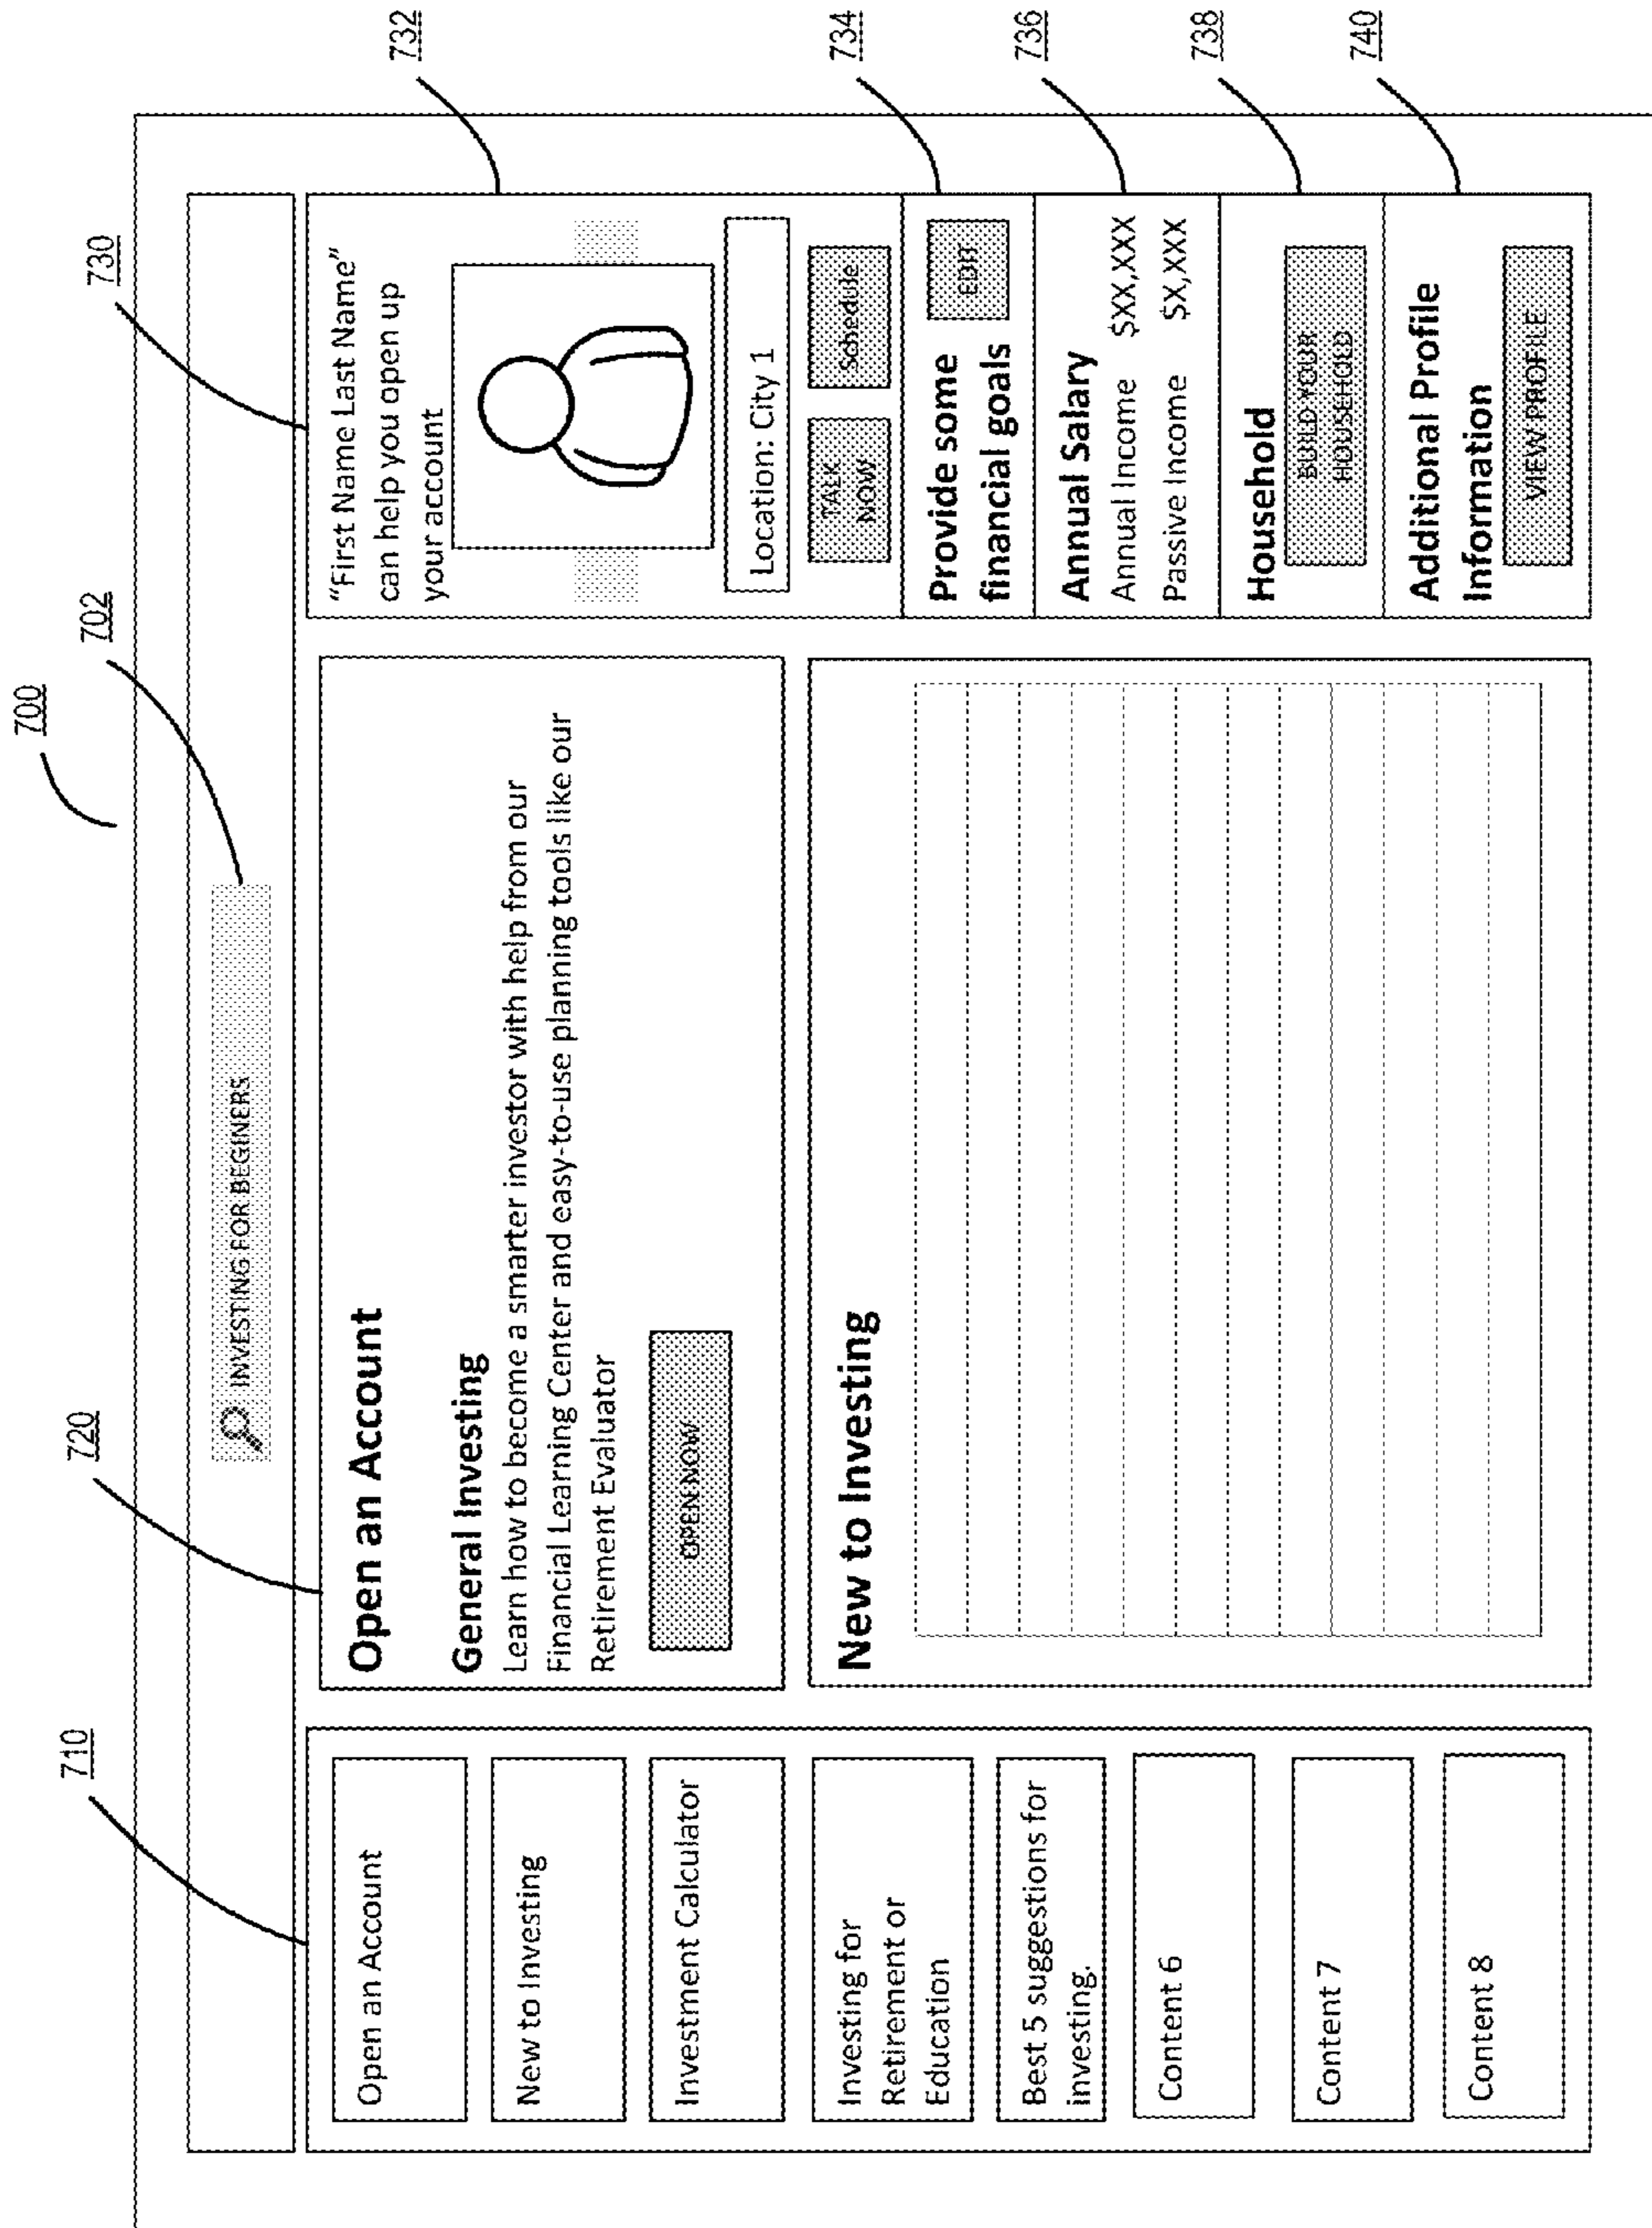 700
702
INVESTING FOR BEGINERS
710
Open an Account
New to Investing
Investment Calculator
Investing for
Retirement or
Education
Best 5 suggestions for
investing.
Content 6
Content 7
Content 8
720
Open an Account
General Investing
Learn how to become a smarter investor with help from our
Financial Learning Center and easy-to-use planning tools like our
Retirement Evaluator
OPEN NOW
New to Investing
730
732
“First Name Last Name”
can help you open up
your account
Location: City 1
TALK
NOW
Schedule
734
Provide some
financial goals
EDIT
736
Annual Salary
Annual Income $XX,XXX
Passive Income $X,XXX
738
Household
BUILD YOUR
HOUSEHOLD
740
Additional Profile
Information
VIEW PROFILE